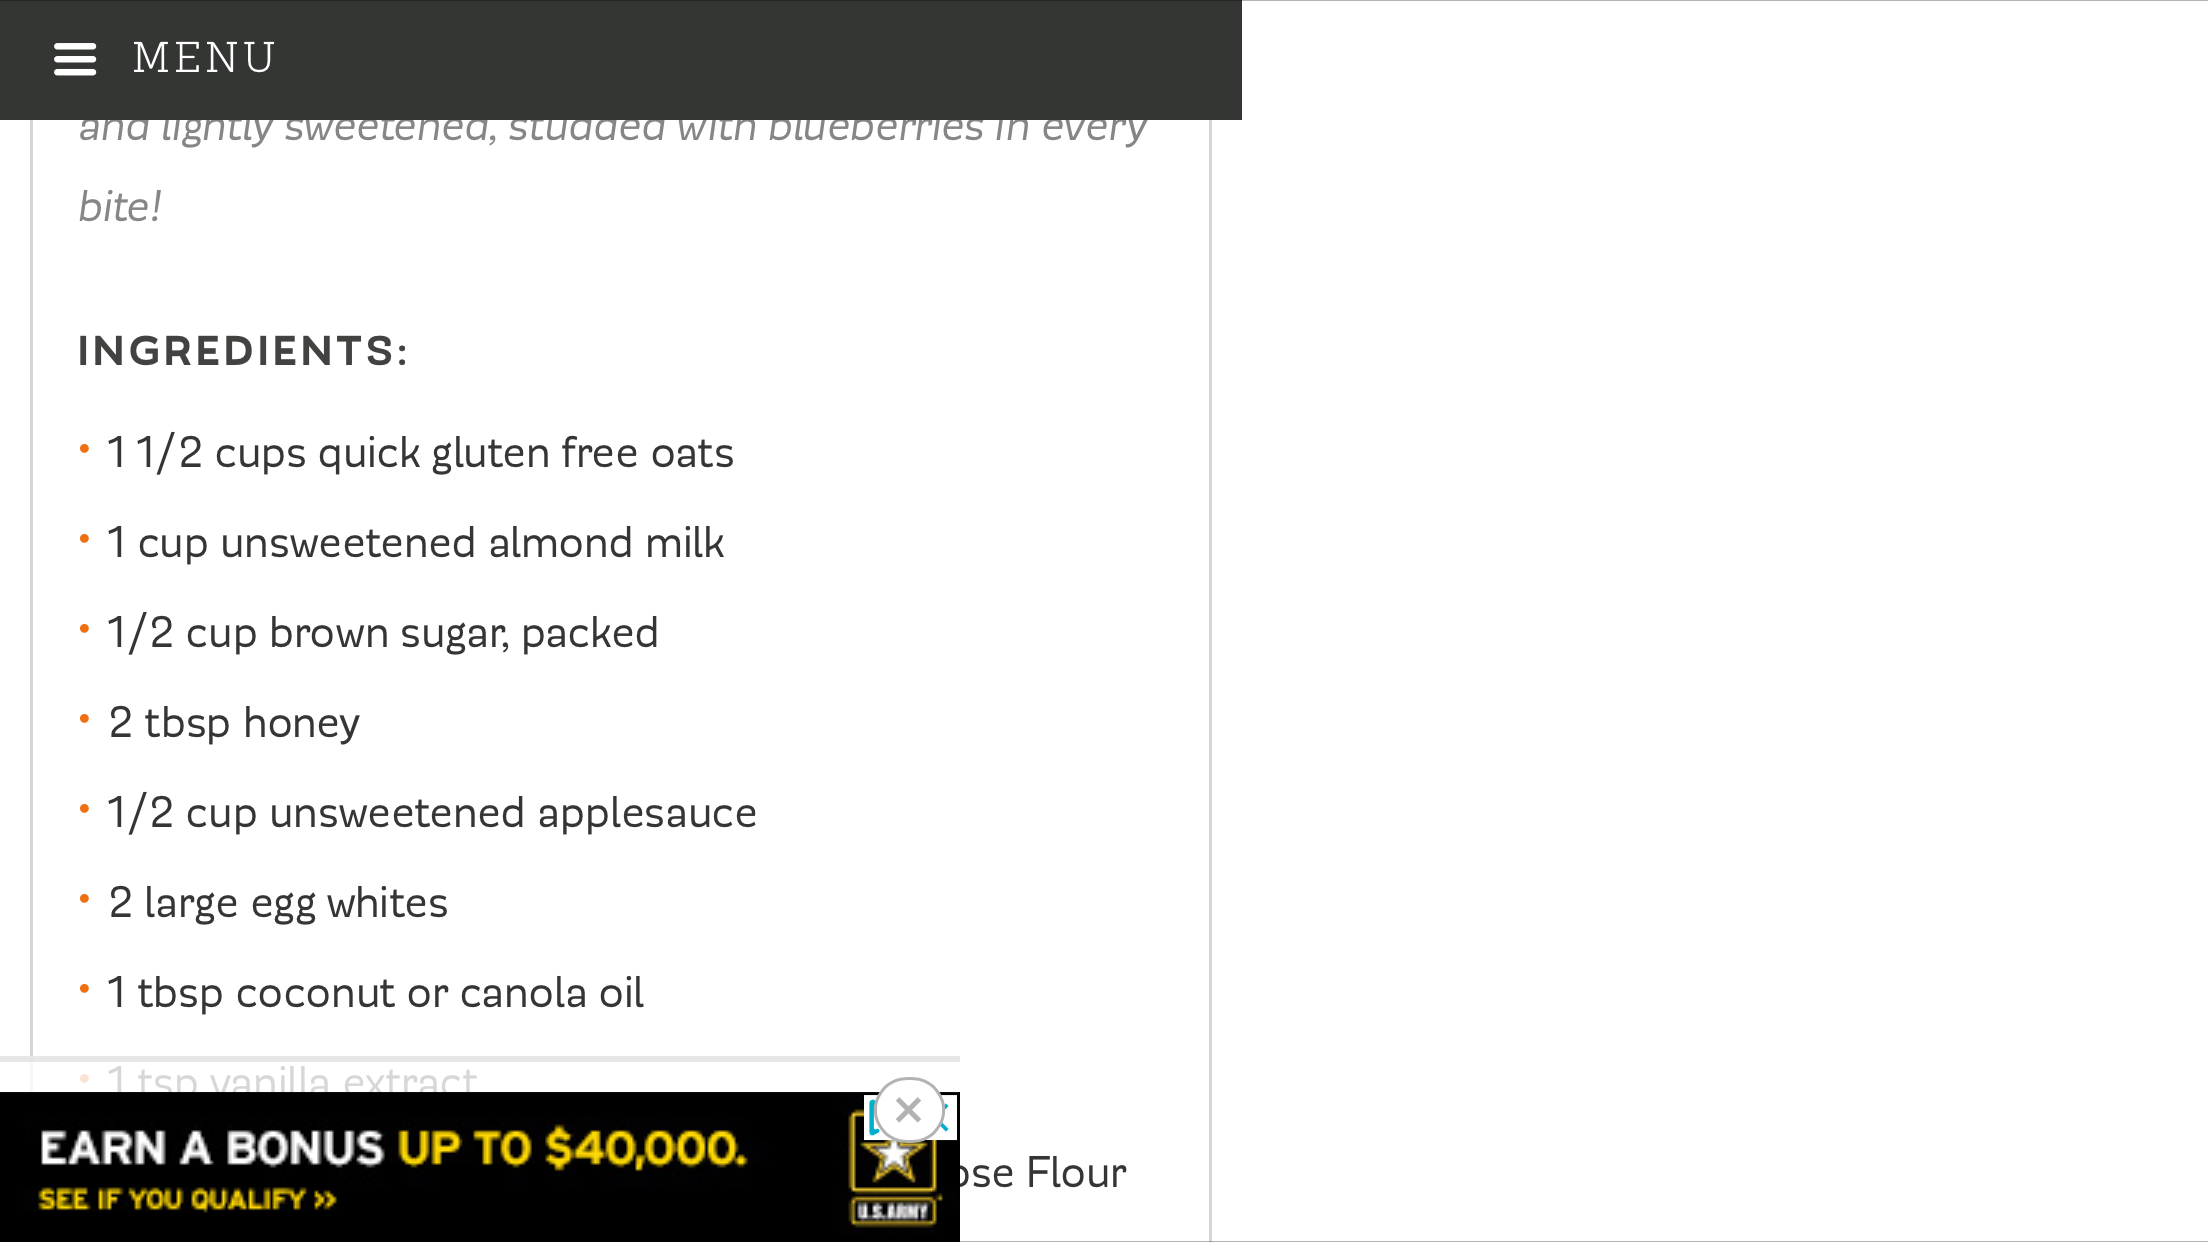 MENU
and lightly sweetened, studded with blueberries in every
bite!
INGREDIENTS:
• 1 1/2 cups quick gluten free oats
• 1 cup unsweetened almond milk
• 1/2 cup brown sugar, packed
• 2 tbsp honey
• 1/2 cup unsweetened applesauce
• 2 large egg whites
• 1 tbsp coconut or canola oil
• 1 tsp vanilla extract
EARN A BONUS UP TO $40,000.
SEE IF YOU QUALIFY >>
U.S.ARMY
Flour